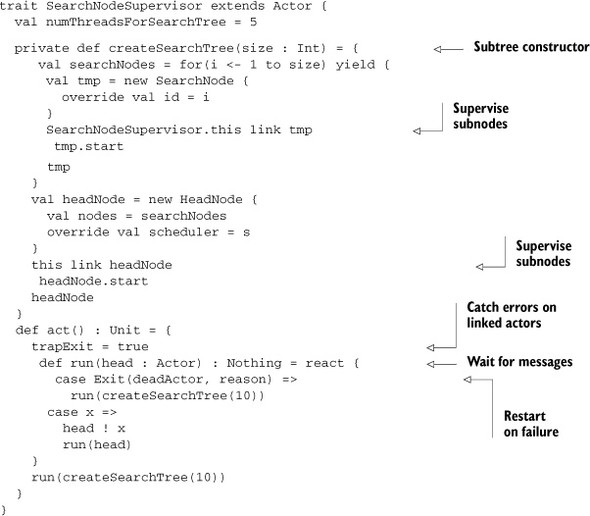 trait SearchNodeSupervisor extends Actor {
val numThreadsForSearchTree = 5
private def createSearchTree(size : Int) = {
Subtree constructor
val searchNodes = for(i <- 1 to size) yield {
val tmp = new SearchNode {
override val id = i
}
Supervise
subnodes
SearchNodeSupervisor.this link tmp
tmp.start
tmp
}
val headNode = new HeadNode {
val nodes = searchNodes
override val scheduler = s
}
Supervise
subnodes
this link headNode
headNode.start
headNode
}
Catch errors on
linked actors
def act() : Unit = {
trapExit = true
def run(head : Actor) : Nothing = react {
Wait for messages
case Exit(deadActor, reason) =>
run(createSearchTree(10))
Restart
on failure
case x =>
head ! x
run(head)
}
run(createSearchTree(10))
}
}